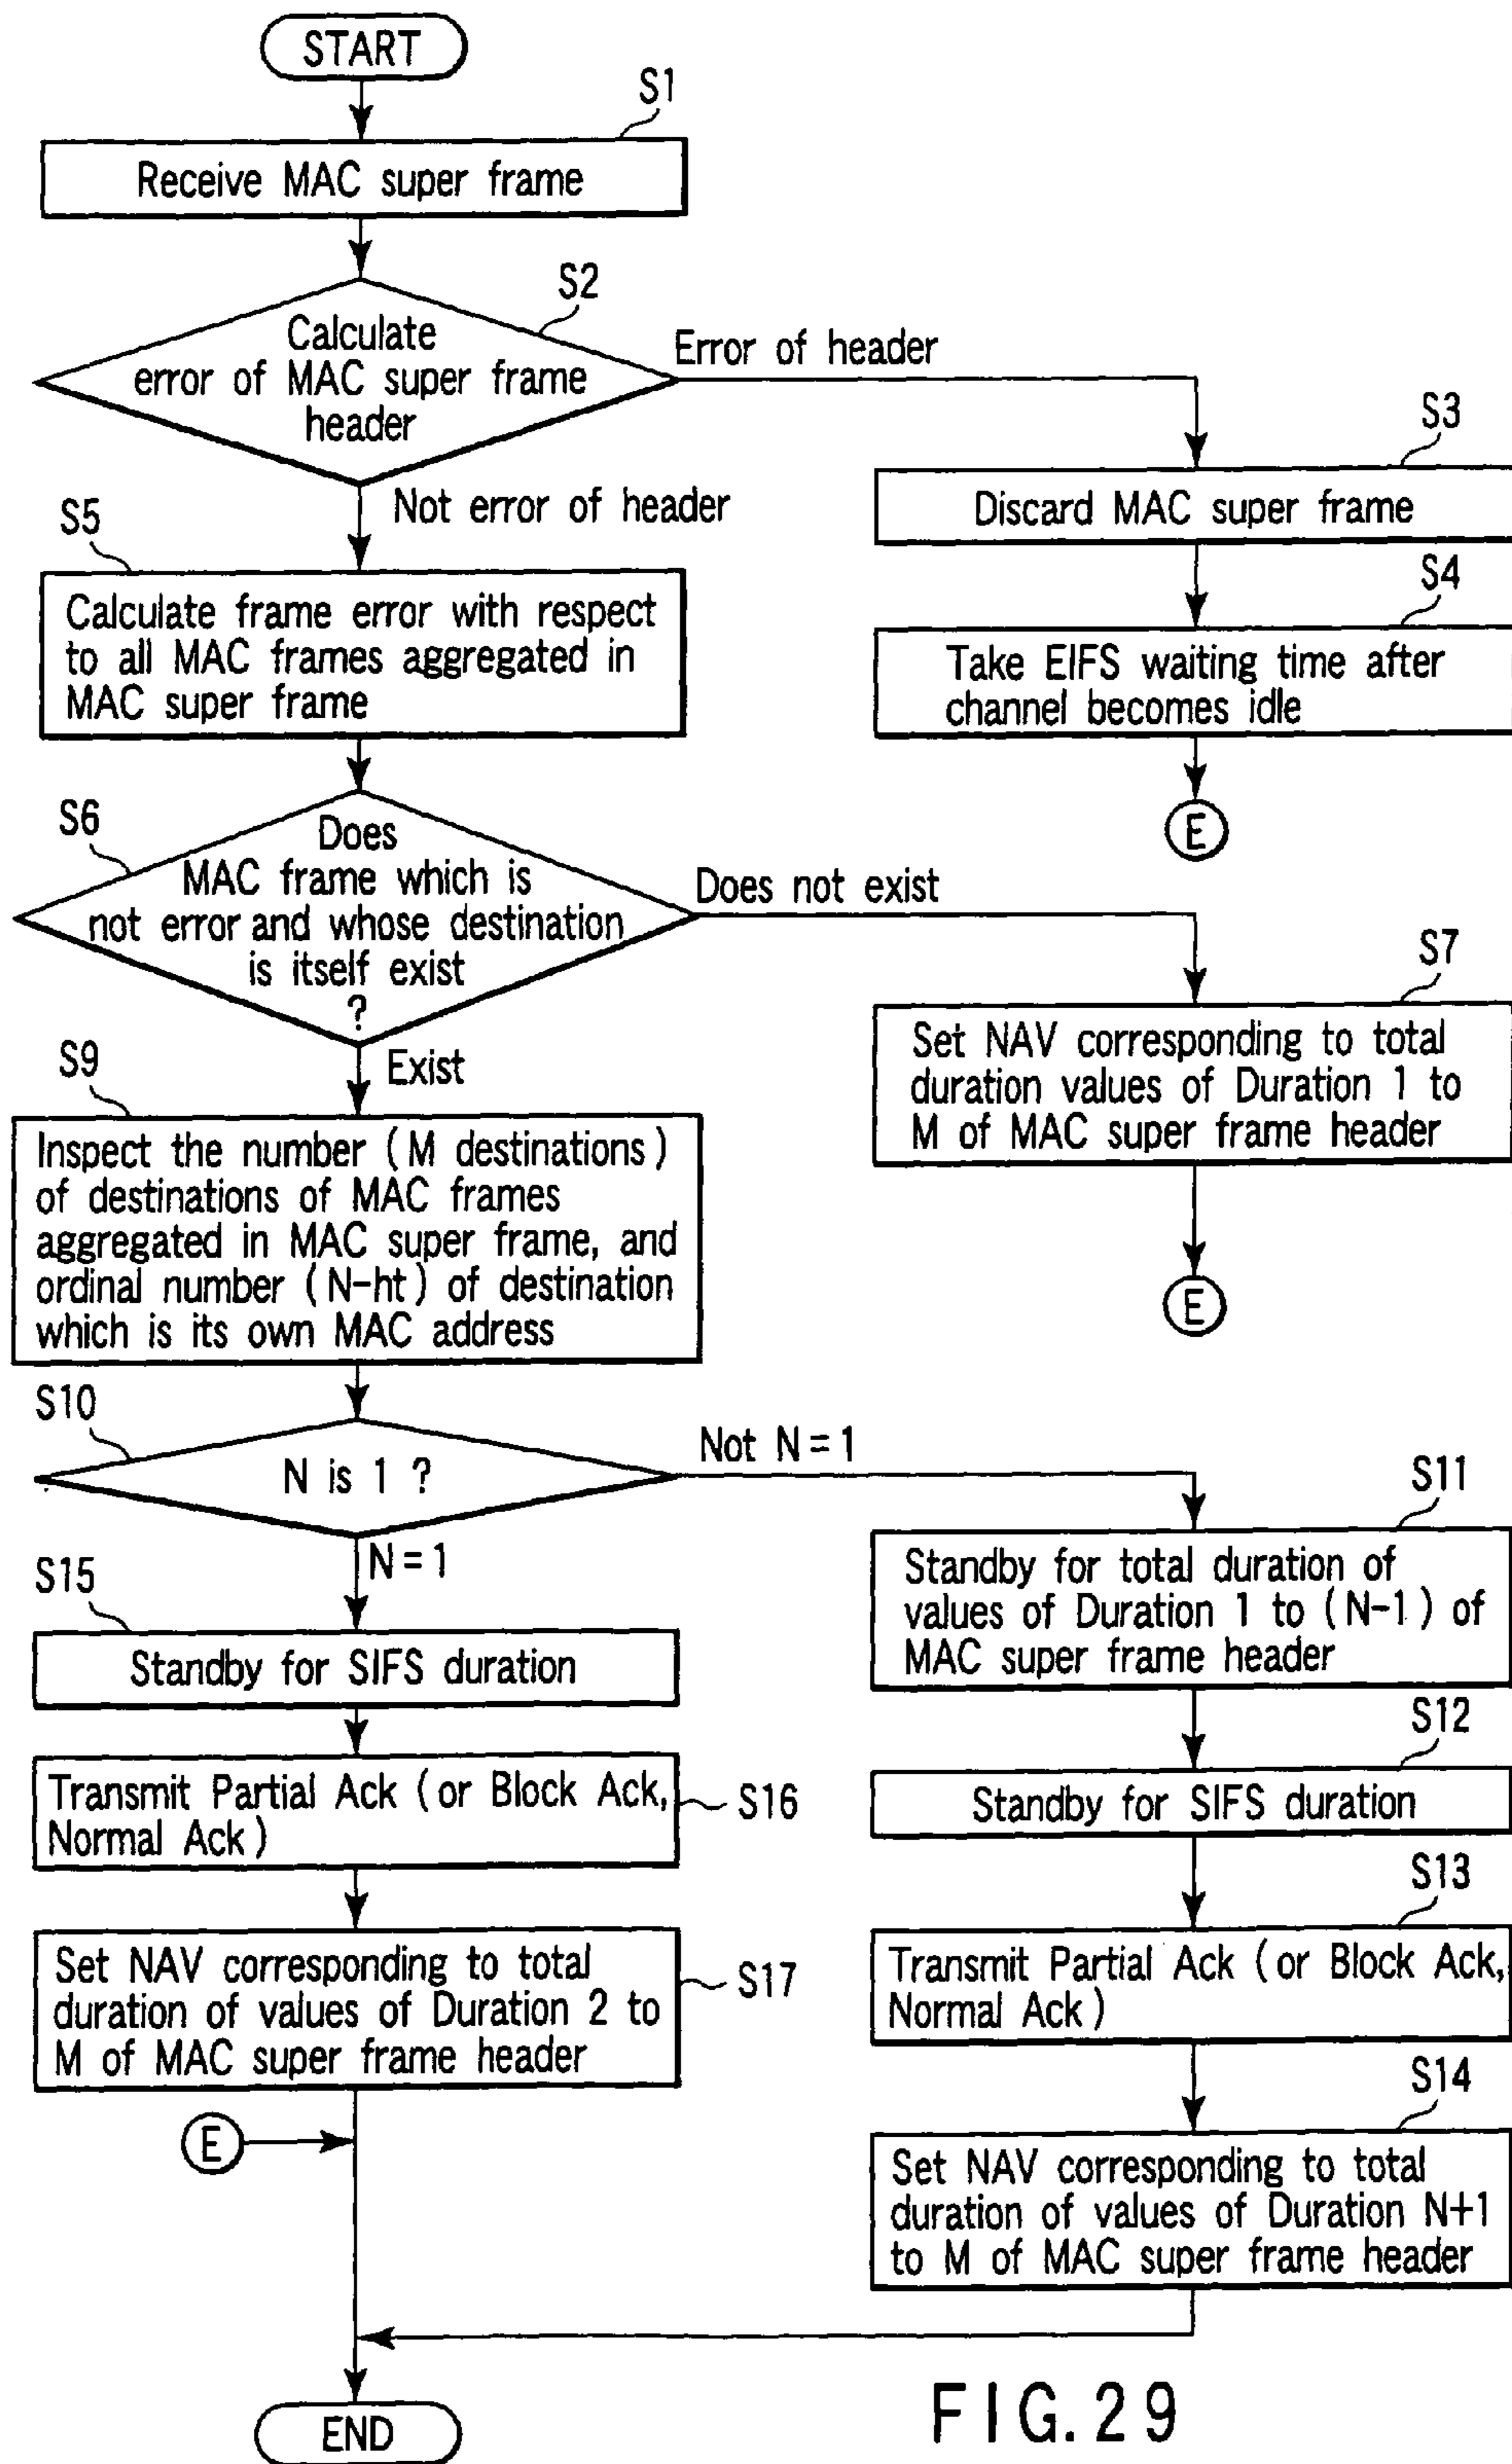 START
S1
Receive MAC super frame
S2
Calculate
error of MAC super frame
header
Error of header
Not error of header
S3
Discard MAC super frame
S4
Take EIFS waiting time after
channel becomes idle
E
S5
Calculate frame error with respect
to all MAC frames aggregated in
MAC super frame
S6
Does
MAC frame which is
not error and whose destination
is itself exist
?
Does not exist
Exist
S7
Set NAV corresponding to total
duration values of Duration 1 to
M of MAC super frame header
E
S9
Inspect the number (M destinations)
of destinations of MAC frames
aggregated in MAC super frame, and
ordinal number (N-ht) of destination
which is its own MAC address
S10
N is 1 ?
Not N=1
N=1
S11
Standby for total duration of
values of Duration 1 to (N-1) of
MAC super frame header
S12
Standby for SIFS duration
S13
Transmit Partial Ack (or Block Ack,
Normal Ack)
S14
Set NAV corresponding to total
duration of values of Duration N+1
to M of MAC super frame header
S15
Standby for SIFS duration
Transmit Partial Ack (or Block Ack,
Normal Ack)
S16
Set NAV corresponding to total
duration of values of Duration 2 to
M of MAC super frame header
S17
E
END
FIG.29